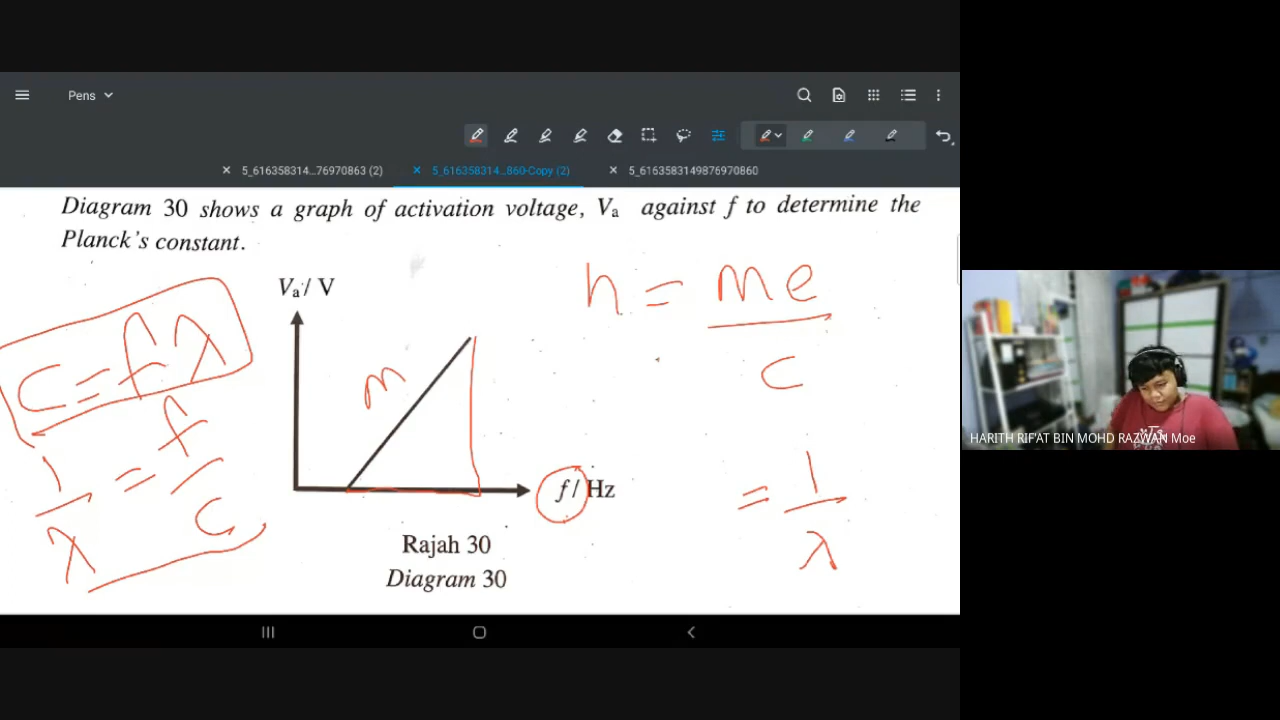 Pens
5_616358314...76970863 (2)
5_616358314...860-Copy (2)
5_6163583149876970860
Diagram 30 shows a graph of activation voltage, Va against f to determine the
Planck's constant.
Va / V
h = me
c
c = fλ
m
1 = f
λ c
f / Hz
= 1
λ
Rajah 30
Diagram 30
HARITH RIF'AT BIN MOHD RAZWAN Moe